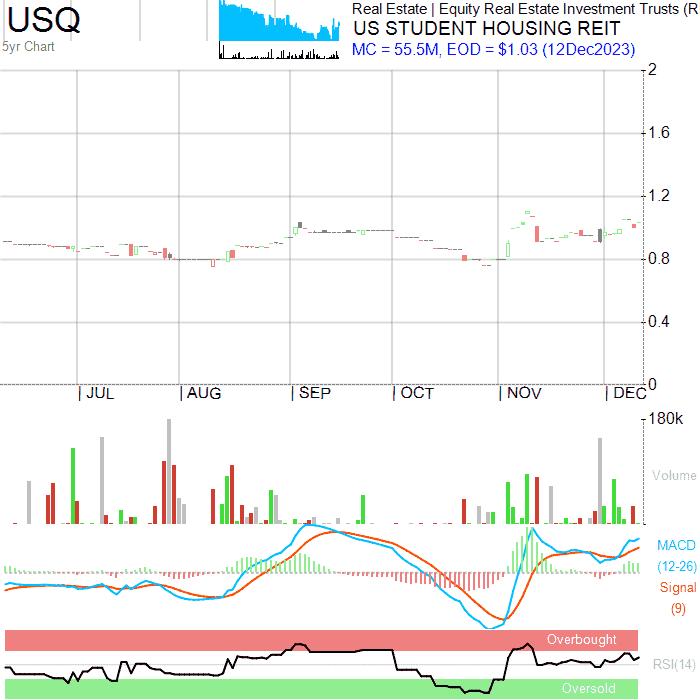 USQ
5yr Chart
Real Estate | Equity Real Estate Investment Trusts (R
US STUDENT HOUSING REIT
MC = 55.5M, EOD = $1.03 (12Dec2023)
2
1.6
1.2
0.8
0.4
0
| JUL | AUG | SEP | OCT | NOV | DEC
180k
Volume
MACD
(12-26)
Signal
(9)
Overbought
RSI(14)
Oversold